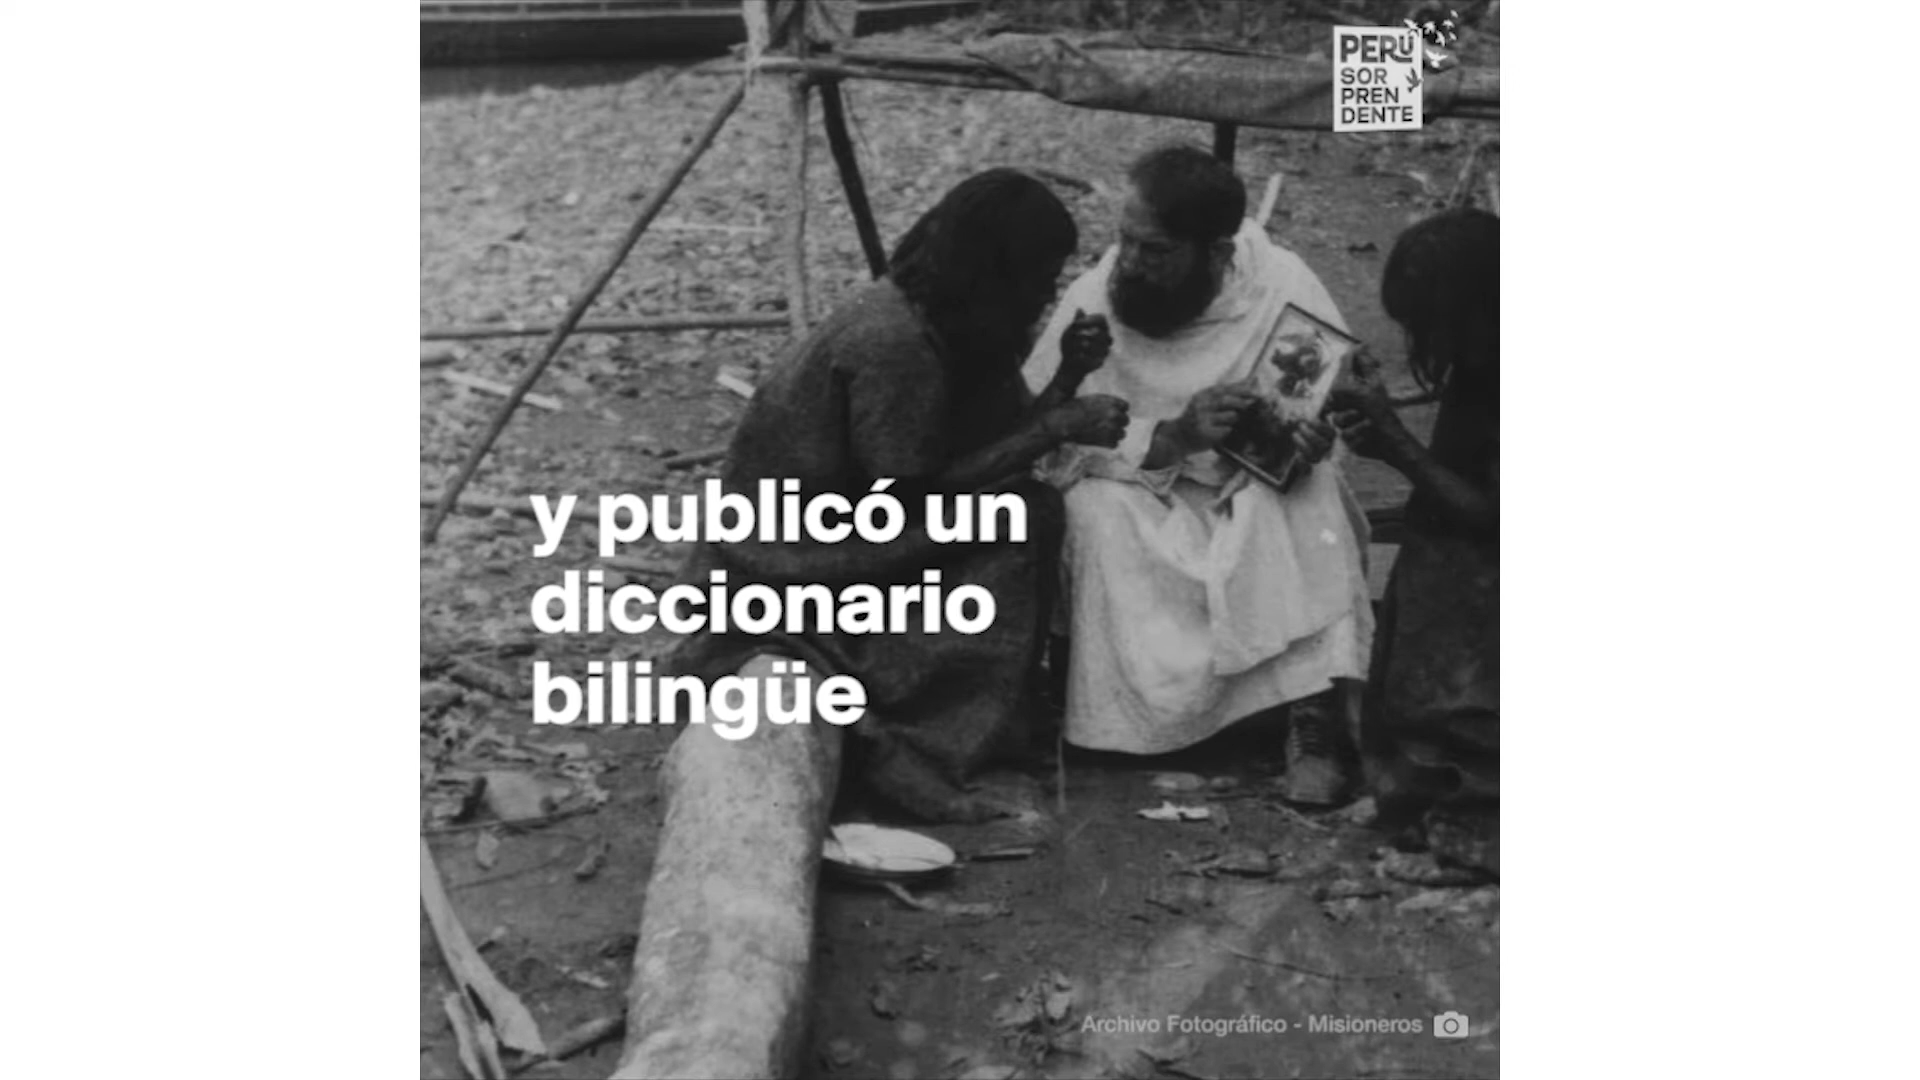 PERÚ
SOR
PREN
DENTE
y publicó un
diccionario
bilingüe
Archivo Fotográfico - Misioneros